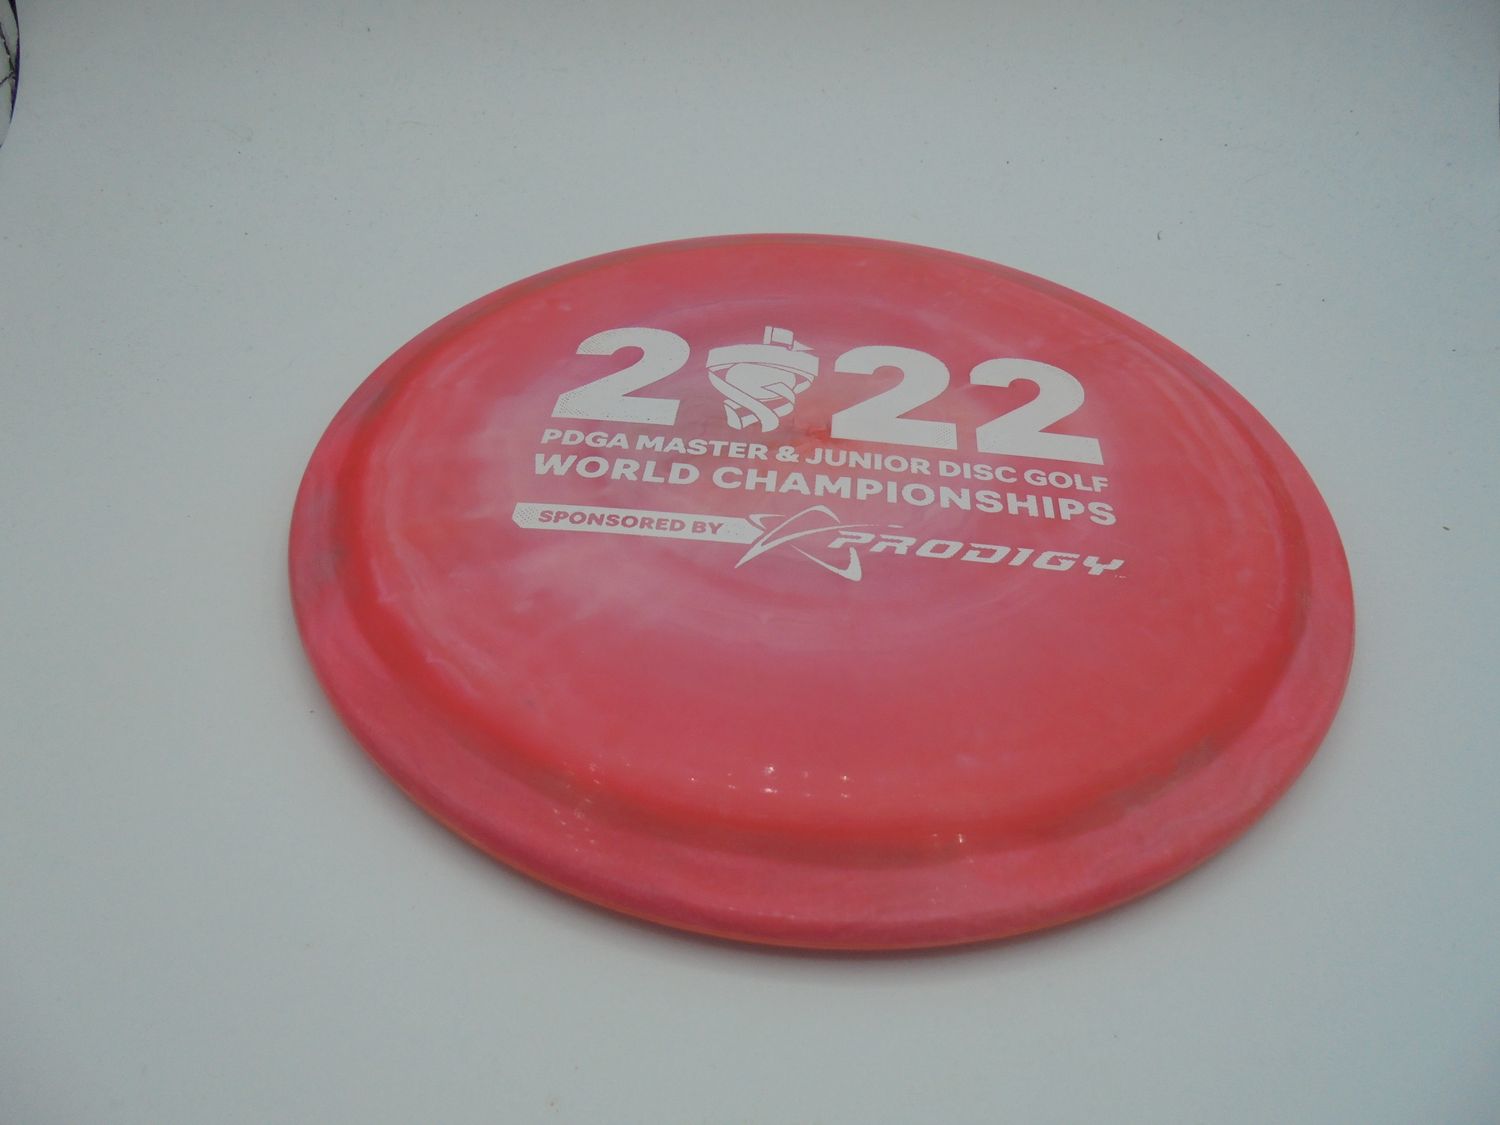 2022
PDGA MASTER & JUNIOR DISC GOLF
WORLD CHAMPIONSHIPS
SPONSORED BY PRODIGY